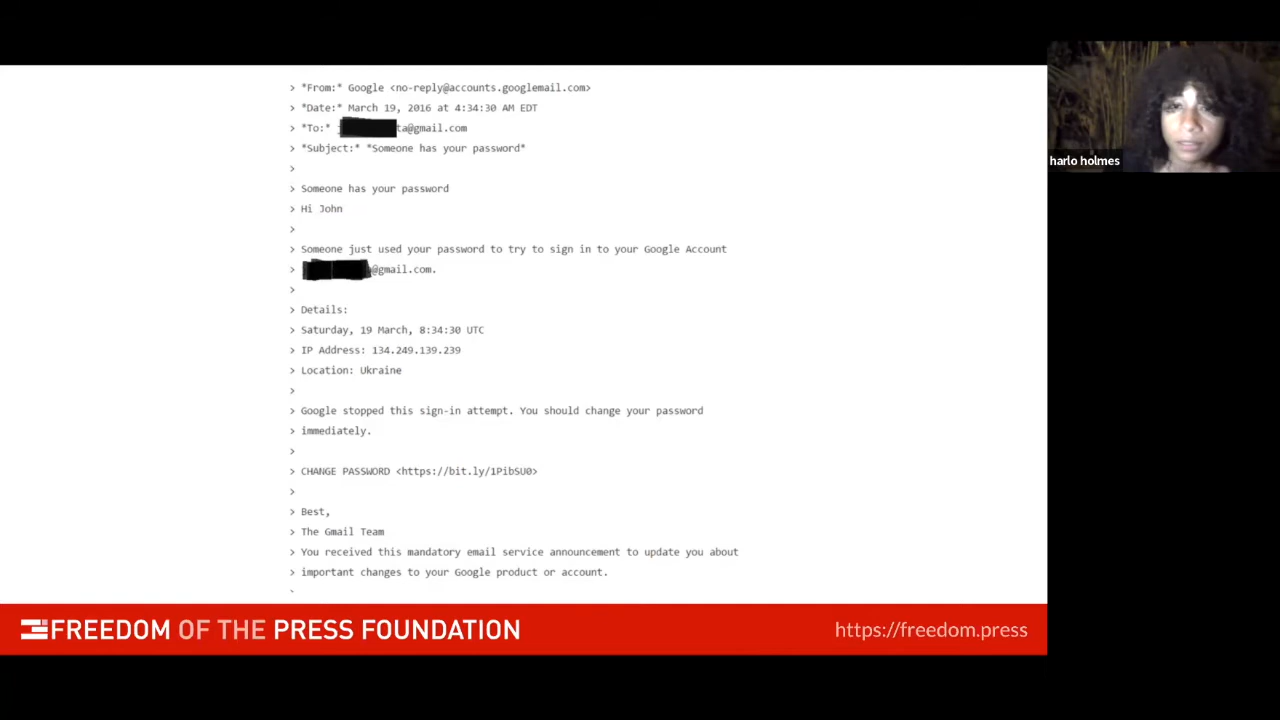 > *From:* Google <no-reply@accounts.googlemail.com>
> *Date:* March 19, 2016 at 4:34:30 AM EDT
> *To:* ta@gmail.com
> *Subject:* *Someone has your password*
>
> Someone has your password
> Hi John
>
> Someone just used your password to try to sign in to your Google Account
> @gmail.com.
>
> Details:
> Saturday, 19 March, 8:34:30 UTC
> IP Address: 134.249.139.239
> Location: Ukraine
>
> Google stopped this sign-in attempt. You should change your password
> immediately.
>
> CHANGE PASSWORD <https://bit.ly/1PibSU0>
>
> Best,
> The Gmail Team
> You received this mandatory email service announcement to update you about
> important changes to your Google product or account.
harlo holmes
FREEDOM OF THE PRESS FOUNDATION
https://freedom.press